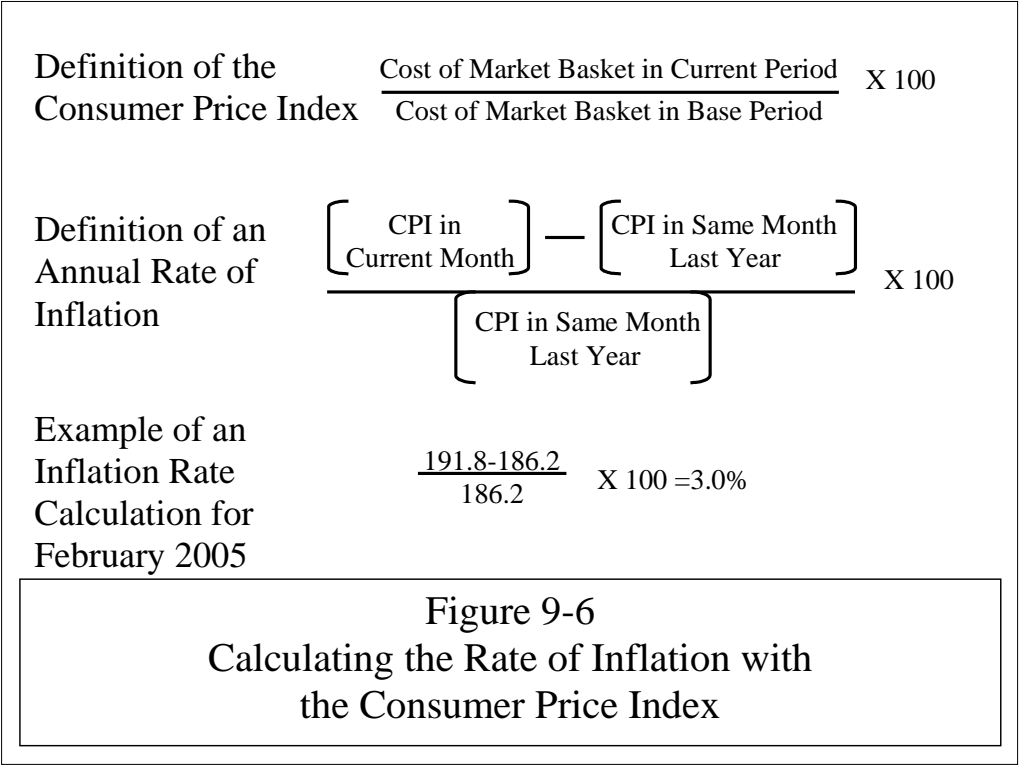 Definition of the
Consumer Price Index
Cost of Market Basket in Current Period
Cost of Market Basket in Base Period
X 100
Definition of an
Annual Rate of
Inflation
CPI in
Current Month
—
CPI in Same Month
Last Year
CPI in Same Month
Last Year
X 100
Example of an
Inflation Rate
Calculation for
February 2005
191.8-186.2
186.2
X 100 =3.0%
Figure 9-6
Calculating the Rate of Inflation with
the Consumer Price Index